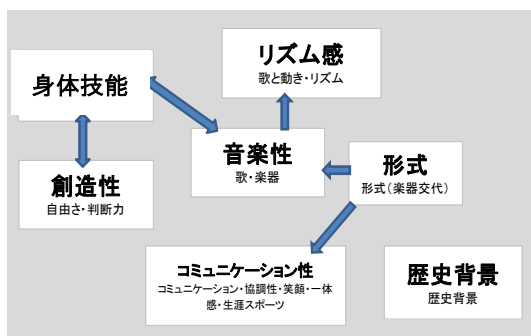 リズム感
歌と動き・リズム
身体技能
音楽性
歌・楽器
形式
形式(楽器交代)
創造性
自由さ・判断力
コミュニケーション性
コミュニケーション・協調性・笑顔・一体
感・生涯スポーツ
歴史背景
歴史背景